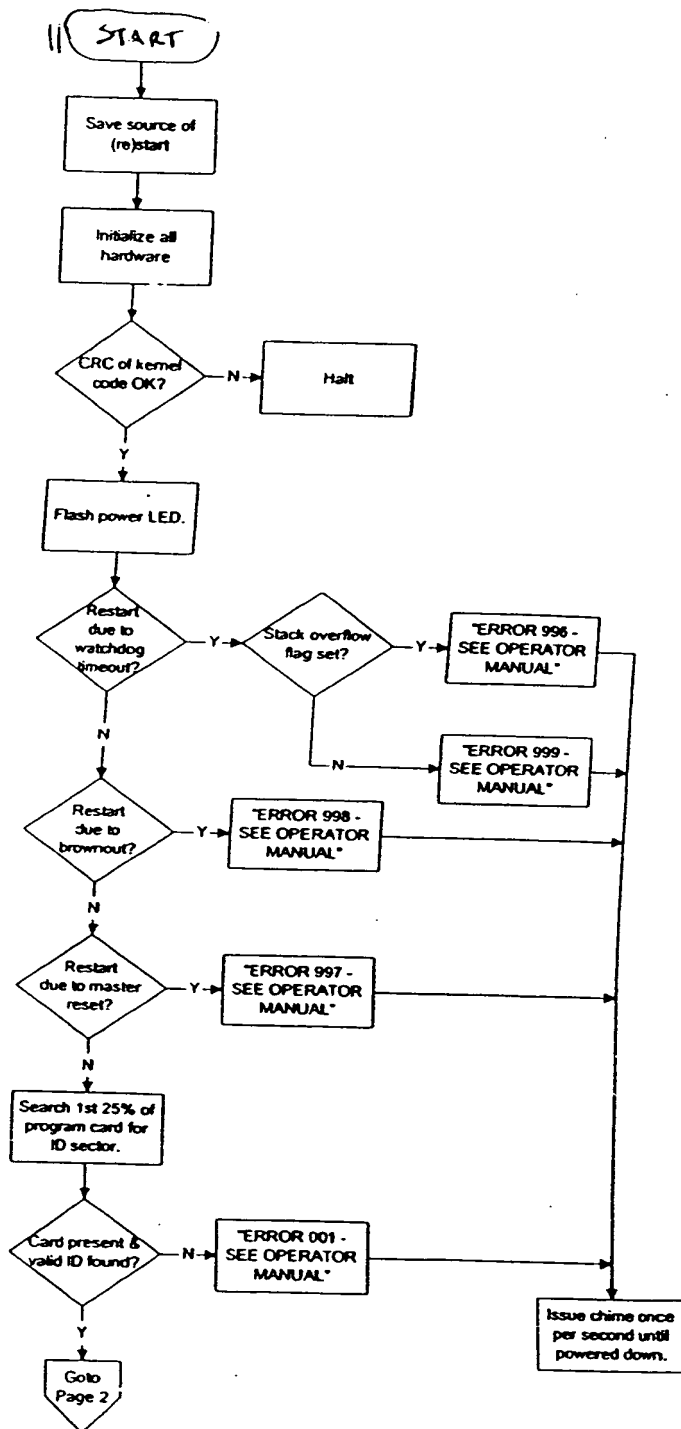 START
Save source of
(re)start
Initialize all
hardware
CRC of kernel
code OK?
N
Halt
Y
Flash power LED.
Restart
due to
watchdog
timeout?
Y
Stack overflow
flag set?
Y
"ERROR 996 -
SEE OPERATOR
MANUAL"
N
N
"ERROR 999 -
SEE OPERATOR
MANUAL"
Restart
due to
brownout?
Y
"ERROR 998 -
SEE OPERATOR
MANUAL"
N
Restart
due to master
reset?
Y
"ERROR 997 -
SEE OPERATOR
MANUAL"
N
Search 1st 25% of
program card for
ID sector.
Card present &
valid ID found?
N
"ERROR 001 -
SEE OPERATOR
MANUAL"
Issue chime once
per second until
powered down.
Y
Goto
Page 2